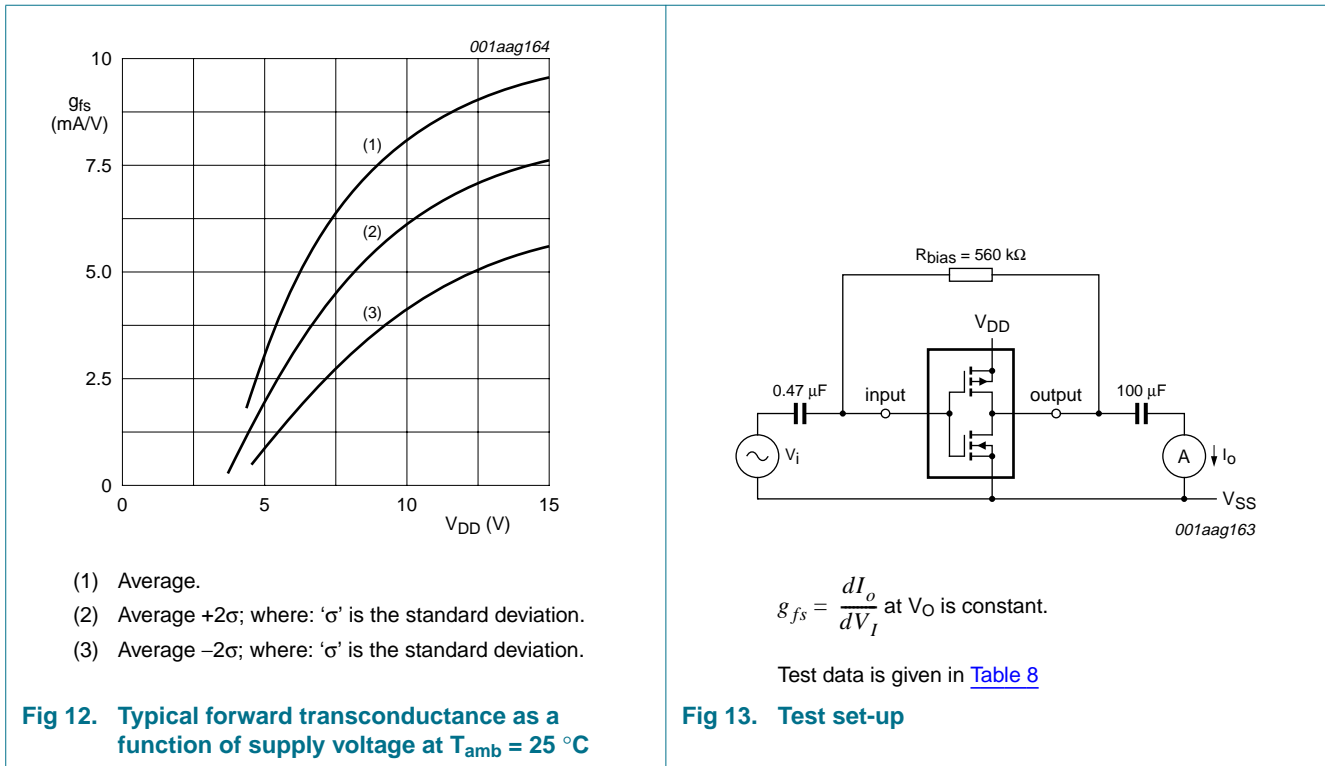 001aag164
10
gfs
(mA/V)
7.5
5.0
2.5
0
(1)
(2)
(3)
0
5
10
15
VDD (V)
(1) Average.
(2) Average +2σ; where: ‘σ’ is the standard deviation.
(3) Average −2σ; where: ‘σ’ is the standard deviation.
Fig 12. Typical forward transconductance as a
function of supply voltage at Tamb = 25 °C
Rbias = 560 kΩ
VDD
0.47 μF
input
output
100 μF
Vi
A
Io
VSS
001aag163
gfs = dIo/dVI at VO is constant.
Test data is given in Table 8
Fig 13. Test set-up